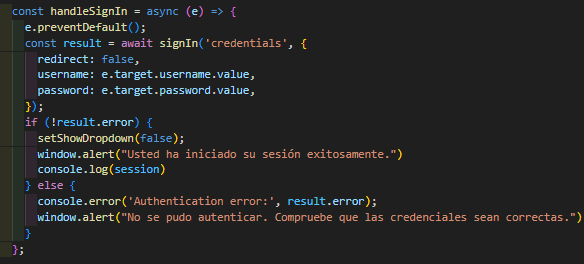 const handleSignIn = async (e) => {
e.preventDefault();
const result = await signIn('credentials', {
redirect: false,
username: e.target.username.value,
password: e.target.password.value,
});
if (!result.error) {
setShowDropdown(false);
window.alert("Usted ha iniciado su sesión exitosamente.")
console.log(session)
} else {
console.error('Authentication error:', result.error);
window.alert("No se pudo autenticar. Compruebe que las credenciales sean correctas.")
}
};